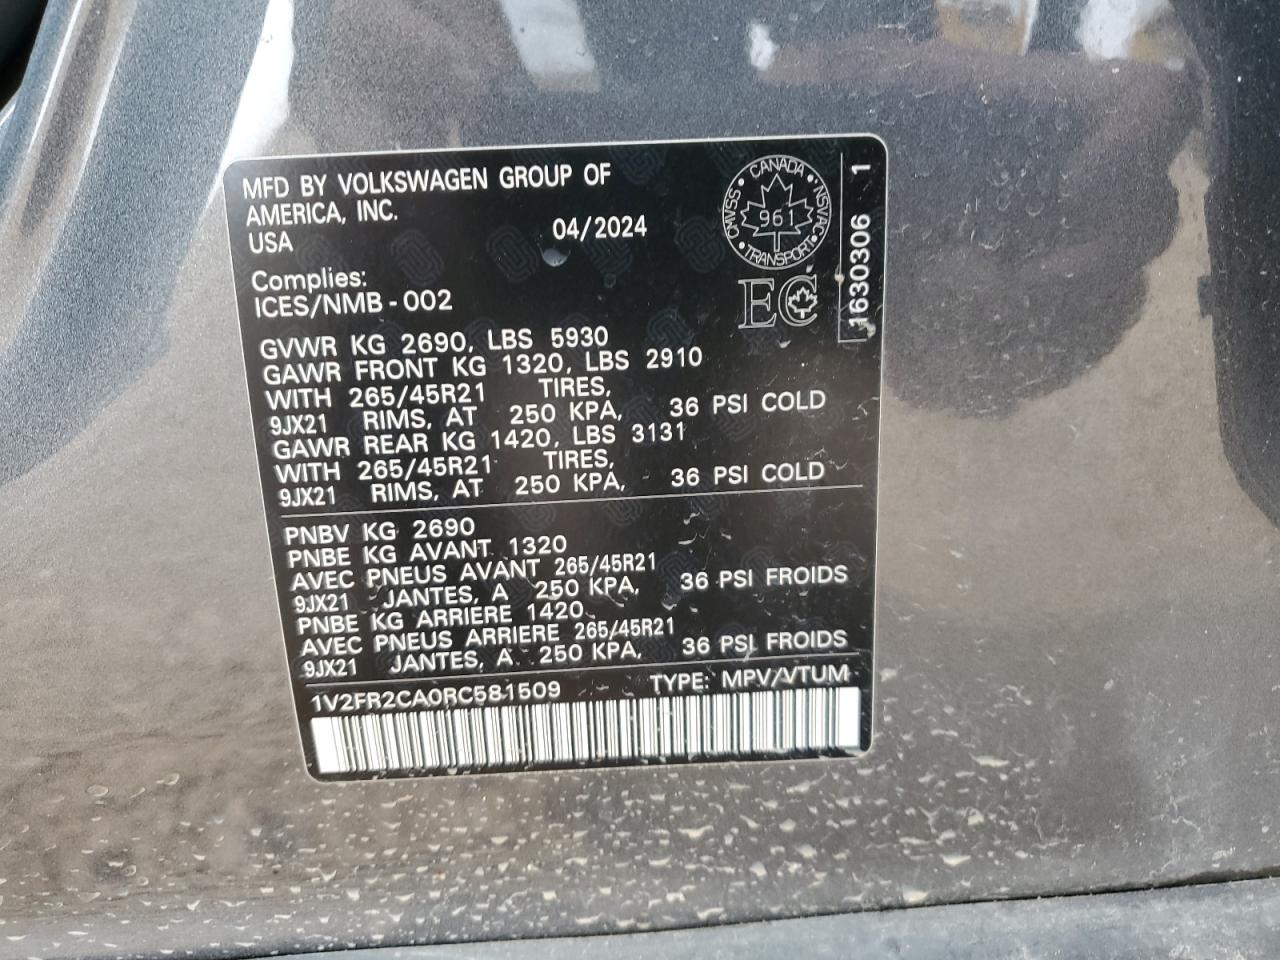 MFD BY VOLKSWAGEN GROUP OF
AMERICA, INC.
USA 04/2024
CANADA
CMVSS NSVAC
961
TRANSPORT
EC
16303061
Complies:
ICES/NMB-002
GVWR KG 2690, LBS 5930
GAWR FRONT KG 1320, LBS 2910
WITH 265/45R21 TIRES,
9JX21 RIMS, AT 250 KPA, 36 PSI COLD
GAWR REAR KG 1420, LBS 3131
WITH 265/45R21 TIRES,
9JX21 RIMS, AT 250 KPA, 36 PSI COLD
PNBV KG 2690
PNBE KG AVANT 1320
AVEC PNEUS AVANT 265/45R21
9JX21 JANTES, A 250 KPA, 36 PSI FROIDS
PNBE KG ARRIERE 1420
AVEC PNEUS ARRIERE 265/45R21
9JX21 JANTES, A 250 KPA, 36 PSI FROIDS
1V2FR2CA0RC581509 TYPE: MPV/VTUM